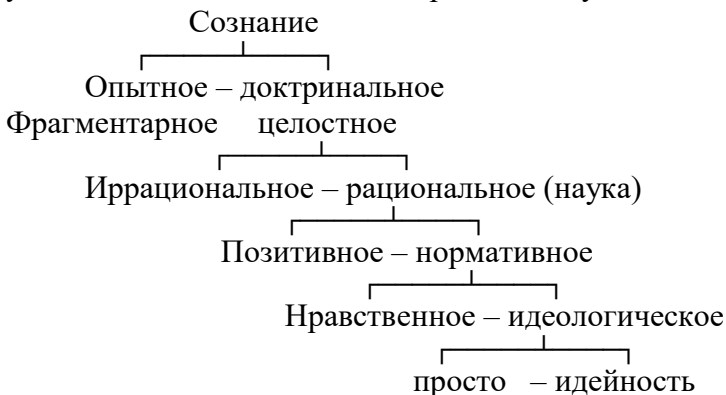 Сознание
Опытное – доктринальное
Фрагментарное целостное
Иррациональное – рациональное (наука)
Позитивное – нормативное
Нравственное – идеологическое
просто – идейность